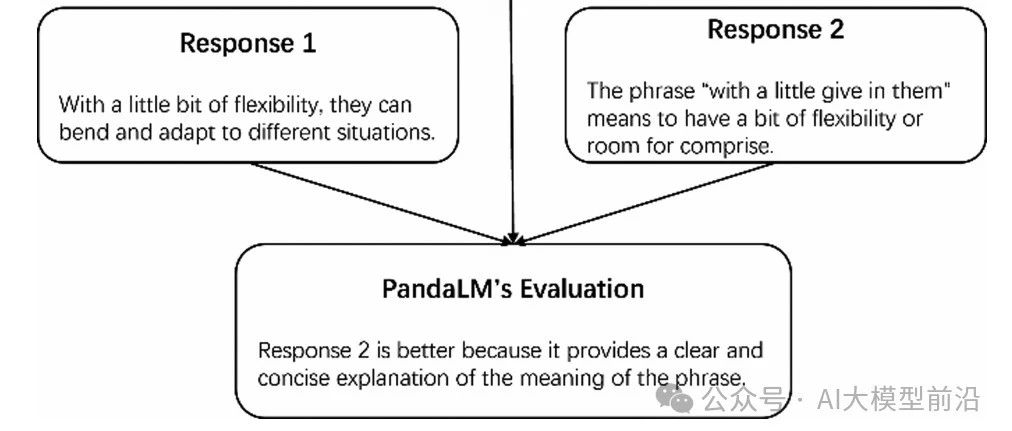 Response 1
With a little bit of flexibility, they can
bend and adapt to different situations.
Response 2
The phrase “with a little give in them"
means to have a bit of flexibility or
room for comprise.
PandaLM's Evaluation
Response 2 is better because it provides a clear and
concise explanation of the meaning of the phrase.
公众号 · AI大模型前沿